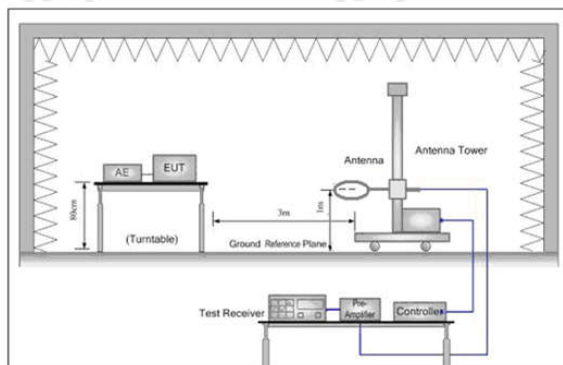 Antenna
Antenna Tower
AE
EUT
80cm
(Turntable)
3m
1m
Ground Reference Plane
Test Receiver
Pre-
Amplifier
Controller